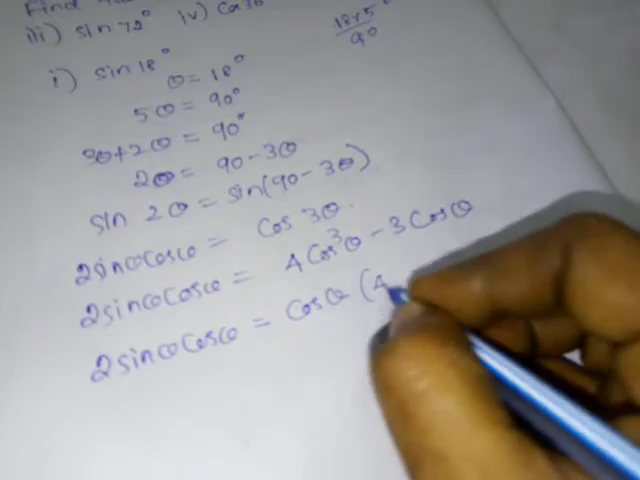 Find
iii) sin 72° iv) Cos 36
18×5° / 90
i) sin 18°
θ = 18°
5θ = 90°
3θ+2θ = 90°
2θ = 90-3θ
sin 2θ = sin(90-3θ)
2sinθcosθ = Cos 3θ.
2sinθCosθ = 4Cos³θ - 3Cosθ
2sinθCosθ = Cosθ (4